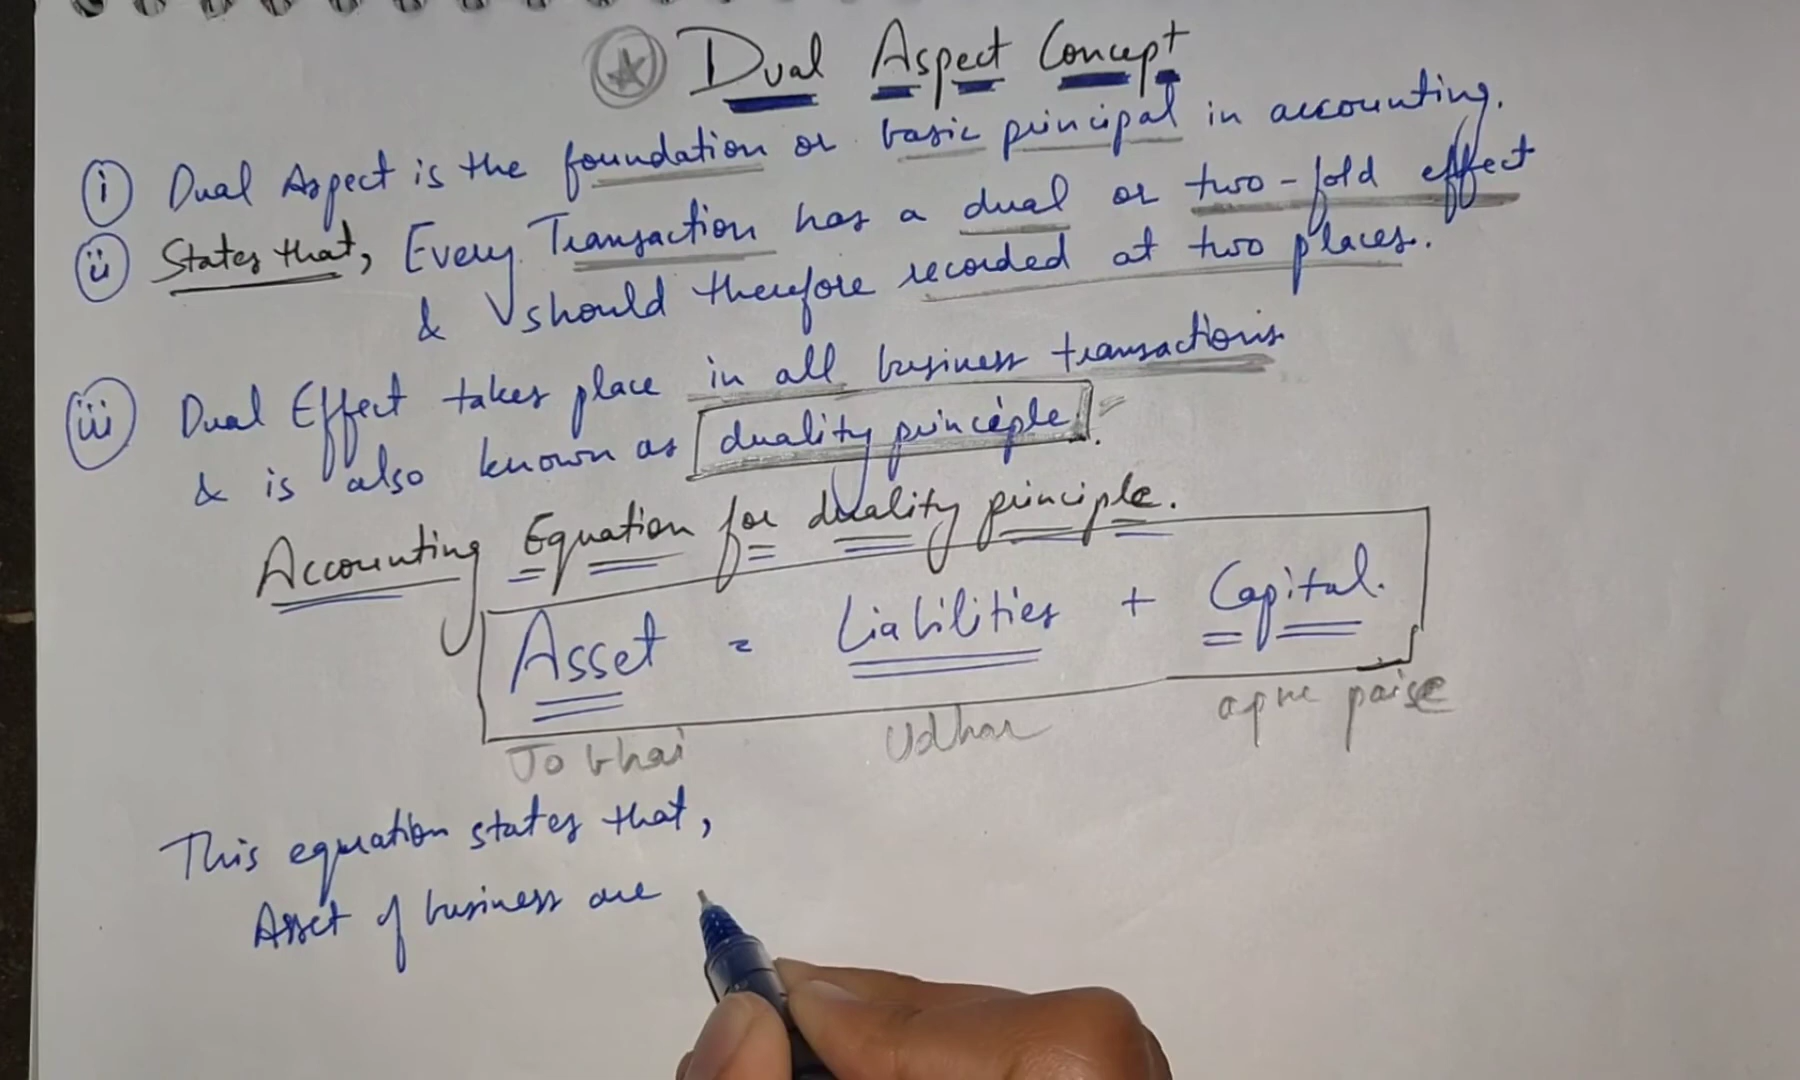 Dual Aspect Concept
i Dual Aspect is the foundation or basic principal in accounting.
ii States that, Every Transaction has a dual or two-fold effect
& should therefore recorded at two places.
iii Dual Effect takes place in all business transactions
& is also known as duality principle.
Accounting Equation for duality principle.
Asset = Liabilities + Capital.
Jo bhai Udhar apne paise
This equation states that,
Asset of business are